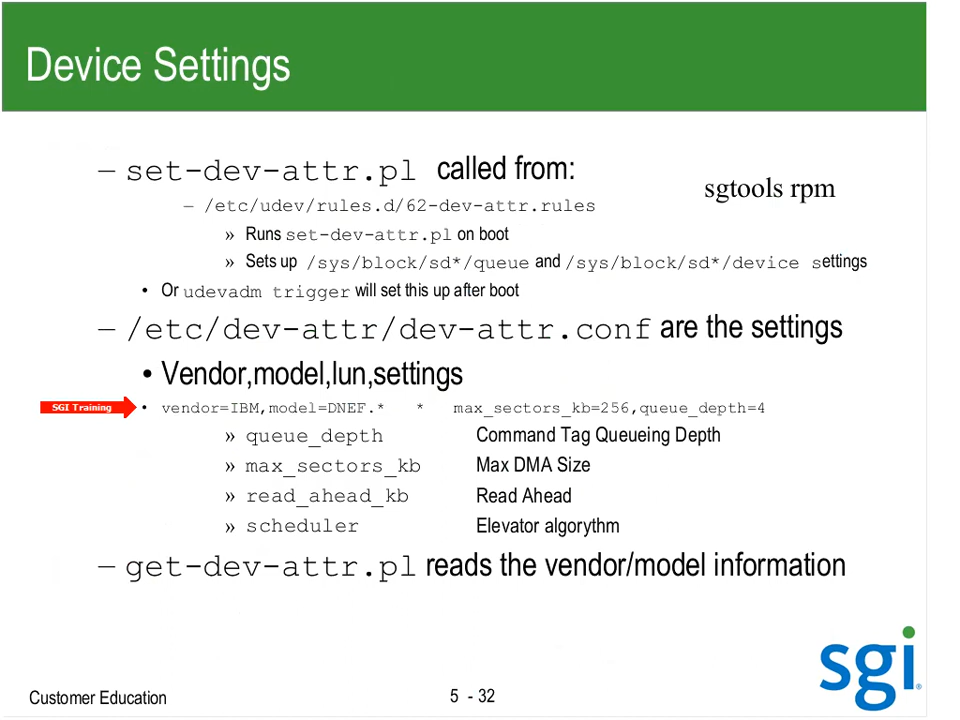 Device Settings
– set-dev-attr.pl called from:
sgtools rpm
– /etc/udev/rules.d/62-dev-attr.rules
» Runs set-dev-attr.pl on boot
» Sets up /sys/block/sd*/queue and /sys/block/sd*/device settings
• Or udevadm trigger will set this up after boot
– /etc/dev-attr/dev-attr.conf are the settings
• Vendor,model,lun,settings
SGI Training
• vendor=IBM,model=DNEF.* * max_sectors_kb=256,queue_depth=4
» queue_depth Command Tag Queueing Depth
» max_sectors_kb Max DMA Size
» read_ahead_kb Read Ahead
» scheduler Elevator algorythm
– get-dev-attr.pl reads the vendor/model information
sgi®
Customer Education
5 - 32